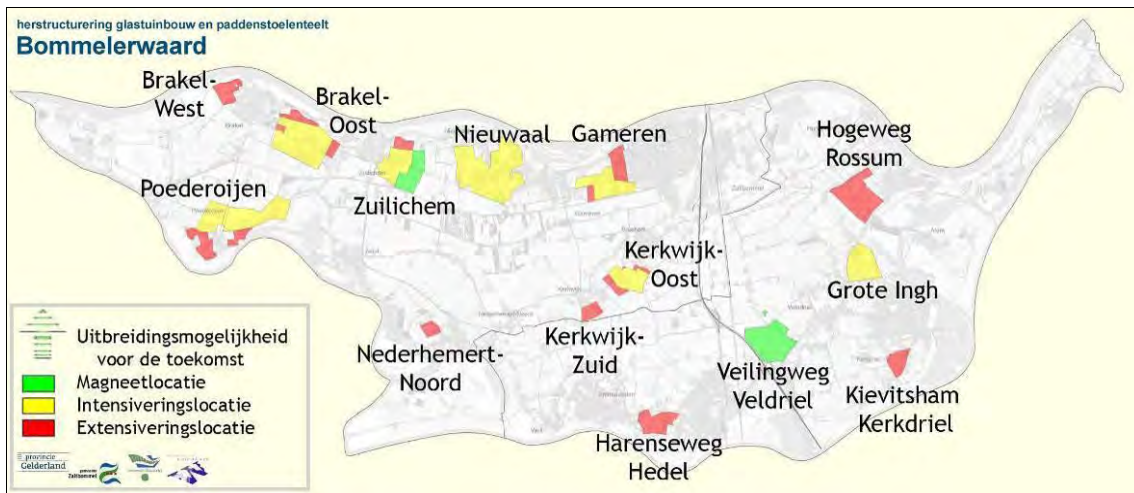 herstructurering glastuinbouw en paddenstoelenteelt
Bommelerwaard
Brakel-
West
Brakel-
Oost
Nieuwaal
Gameren
Hogeweg
Rossum
Poederoijen
Zuilichem
Kerkwijk-
Oost
Grote Ingh
Nederhemert-
Noord
Kerkwijk-
Zuid
Veilingweg
Veldriel
Kievitsham
Kerkdriel
Harenseweg
Hedel
Uitbreidingsmogelijkheid
voor de toekomst
Magneetlocatie
Intensiveringslocatie
Extensiveringslocatie
provincie
Gelderland
gemeente
Zaltbommel